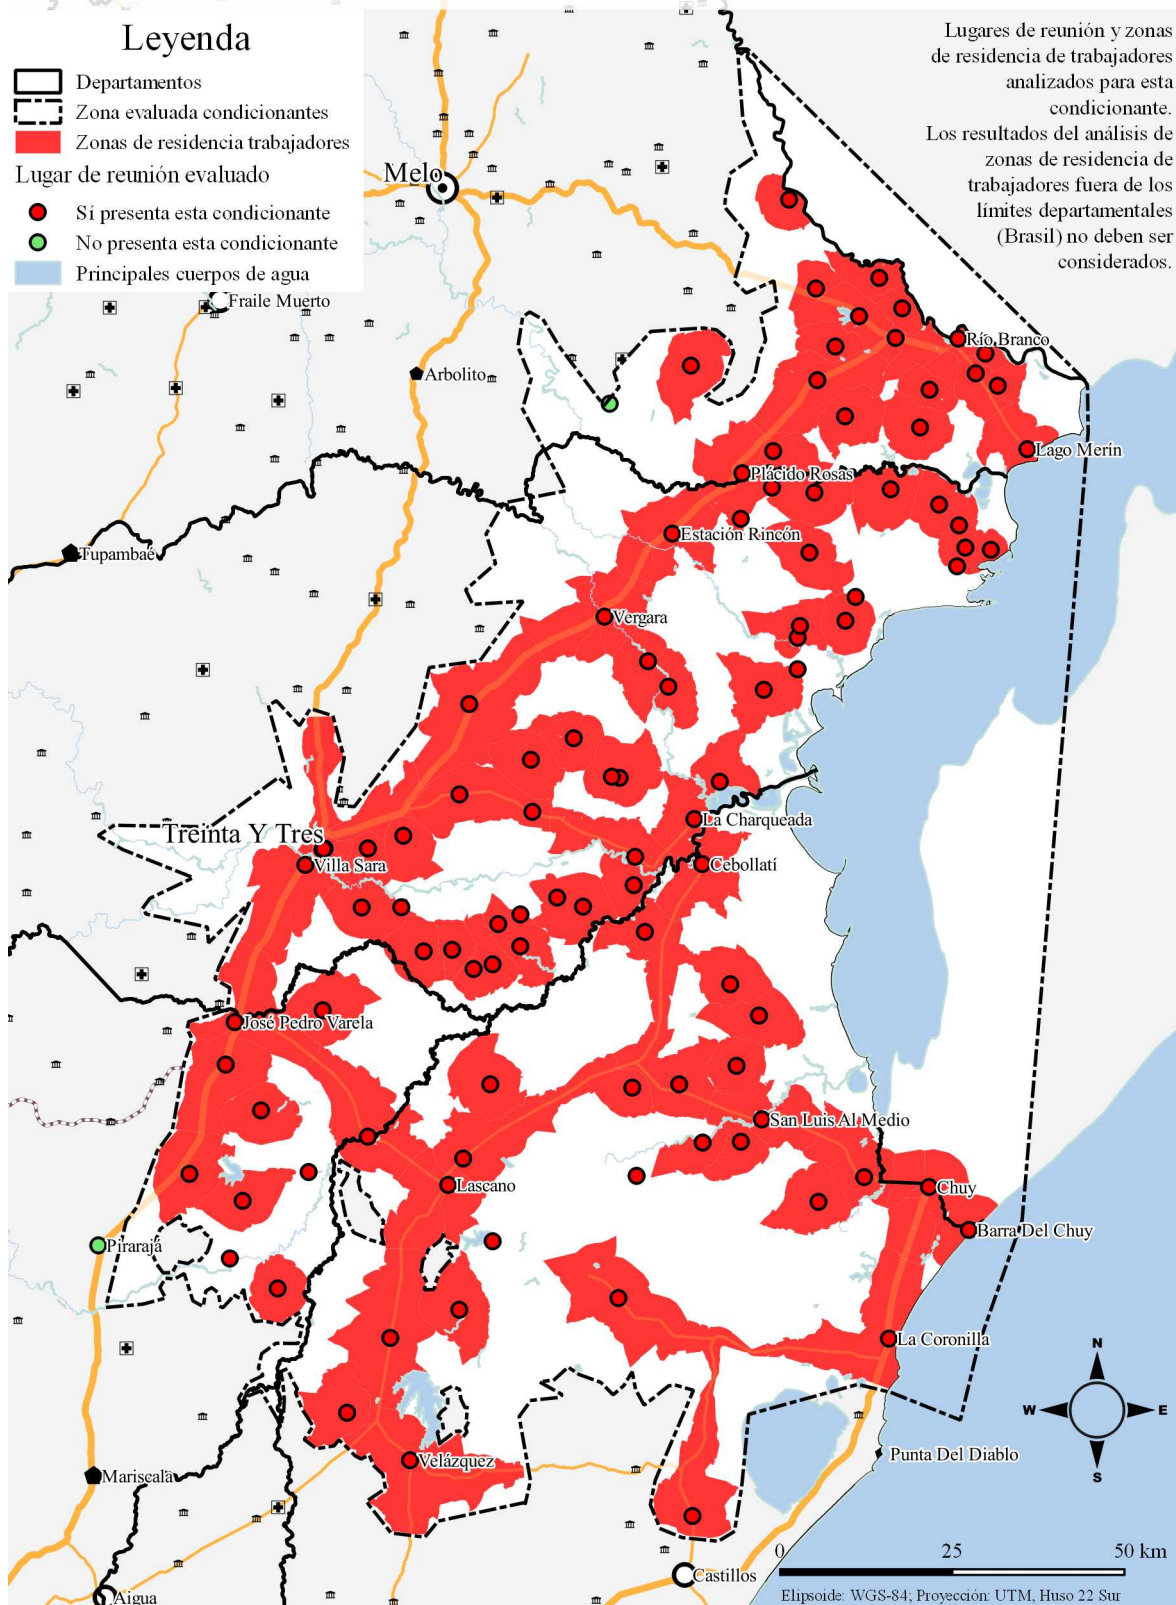 Leyenda
Departamentos
Zona evaluada condicionantes
Zonas de residencia trabajadores
Lugar de reunión evaluado
Sí presenta esta condicionante
No presenta esta condicionante
Principales cuerpos de agua
Lugares de reunión y zonas
de residencia de trabajadores
analizados para esta
condicionante.
Los resultados del análisis de
zonas de residencia de
trabajadores fuera de los
límites departamentales
(Brasil) no deben ser
considerados.
Melo
Fraile Muerto
Río Branco
Arbolito
Lago Merín
Plácido Rosas
Estación Rincón
Tupambaé
Vergara
La Charqueada
Treinta Y Tres
Villa Sara
Cebollatí
José Pedro Varela
San Luis Al Medio
Lascano
Chuy
Barra Del Chuy
Pirarajá
La Coronilla
N
W
E
S
Velázquez
Punta Del Diablo
Mariscala
0 25 50 km
Castillos
Aigua
Elipsoide: WGS-84; Proyección: UTM, Huso 22 Sur